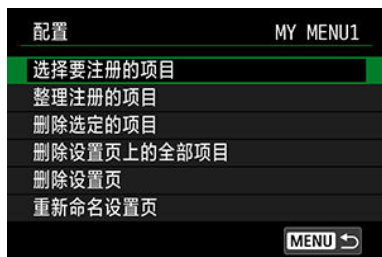 配置 MY MENU1
选择要注册的项目
整理注册的项目
删除选定的项目
删除设置页上的全部项目
删除设置页
重新命名设置页
MENU